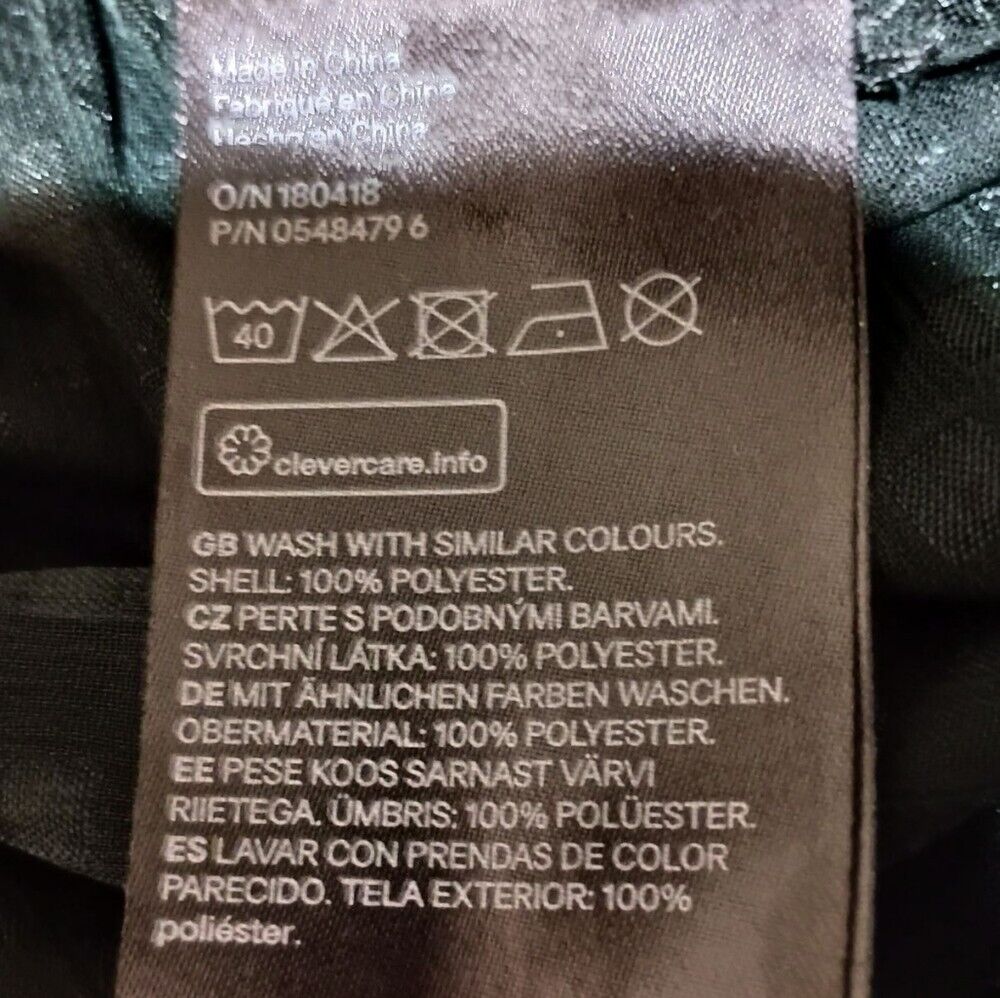 Made in China
Fabriqué en Chine
Hecho en China
O/N 180418
P/N 0548479 6
40
clevercare.info
GB WASH WITH SIMILAR COLOURS.
SHELL: 100% POLYESTER.
CZ PERTE S PODOBNÝMI BARVAMI.
SVRCHNÍ LÁTKA: 100% POLYESTER.
DE MIT ÄHNLICHEN FARBEN WASCHEN.
OBERMATERIAL: 100% POLYESTER.
EE PESE KOOS SARNAST VÄRVI
RIIETEGA. ÜMBRIS: 100% POLÜESTER.
ES LAVAR CON PRENDAS DE COLOR
PARECIDO. TELA EXTERIOR: 100%
poliéster.